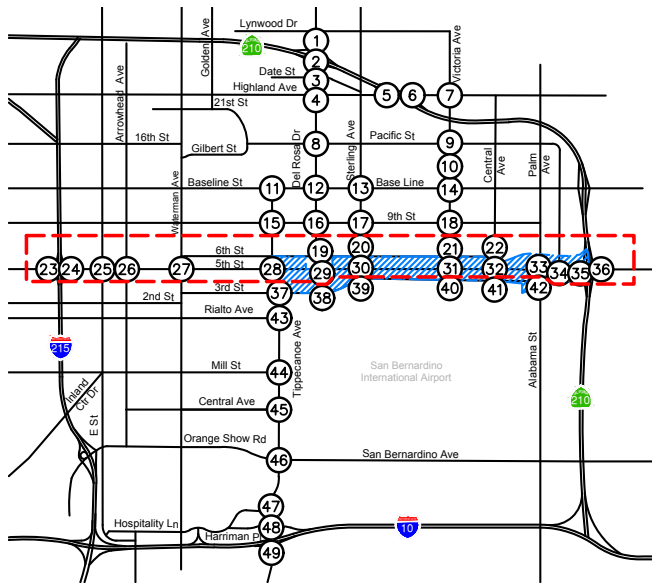 Lynwood Dr
1
210
2
Golden Ave
Victoria Ave
Date St
3
Arrowhead Ave
Highland Ave
4
5
6
7
21st St
16th St
Gilbert St
Del Rosa Dr
8
Sterling Ave
Pacific St
9
Central Ave
Palm Ave
10
Waterman Ave
Baseline St
11
12
13
Base Line
14
15
16
17
18
9th St
6th St
19
20
21
22
23
24
25
26
27
5th St
28
29
30
31
32
33
34
35
36
3rd St
2nd St
37
38
39
40
41
42
Rialto Ave
43
215
Tippecanoe Ave
Alabama St
Mill St
44
San Bernardino
International Airport
Inland
Ctr Dr
E St
Central Ave
45
210
Orange Show Rd
46
San Bernardino Ave
47
Hospitality Ln
48
10
Harriman Pl
49